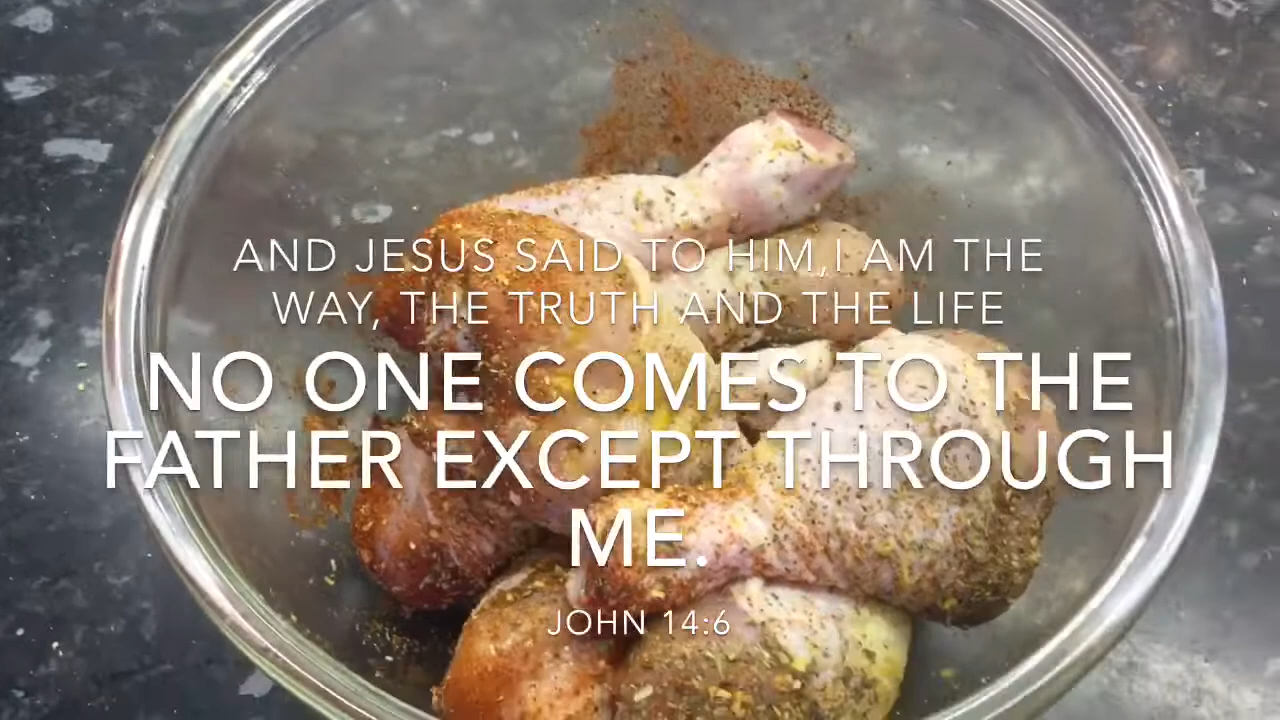 AND JESUS SAID TO HIM,I AM THE
WAY, THE TRUTH AND THE LIFE
NO ONE COMES TO THE
FATHER EXCEPT THROUGH
ME.
JOHN 14:6